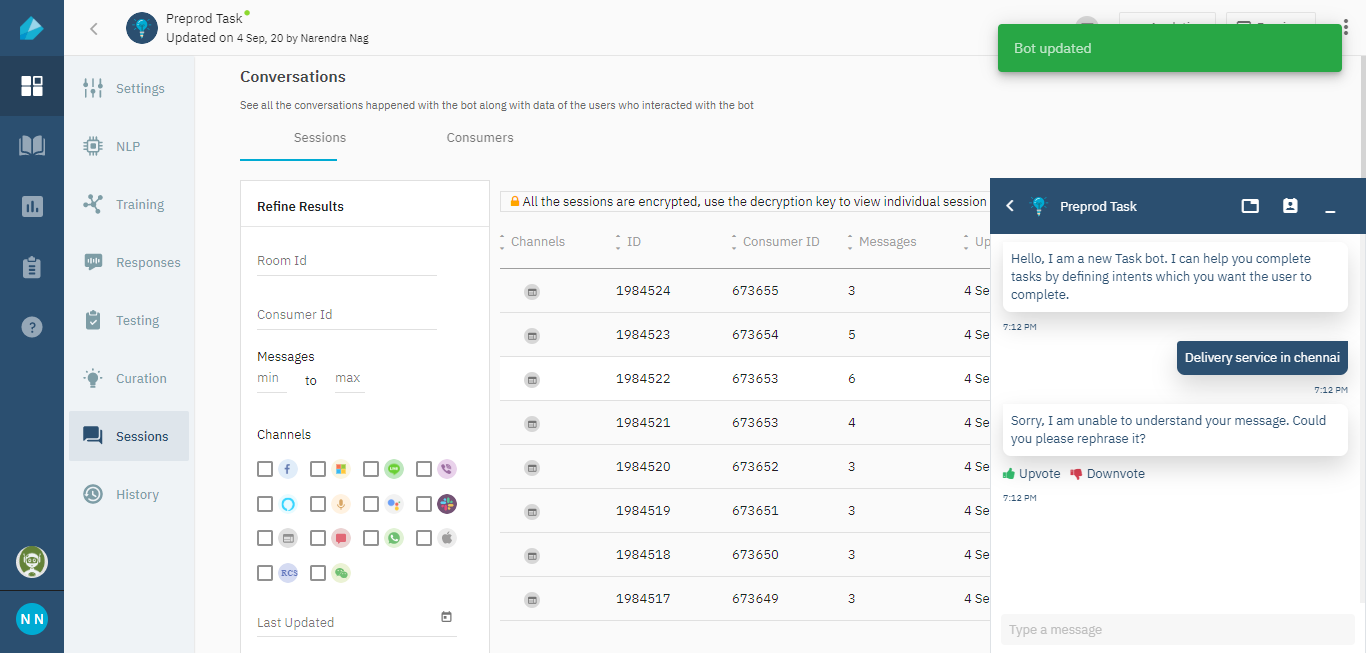 Preprod Task
Updated on 4 Sep, 20 by Narendra Nag
Bot updated
Settings
NLP
Training
Responses
Testing
Curation
Sessions
History
N N
Conversations
See all the conversations happened with the bot along with data of the users who interacted with the bot
Sessions Consumers
Refine Results
Room Id
Consumer Id
Messages
min to max
Channels
RCS
Last Updated
All the sessions are encrypted, use the decryption key to view individual session
Channels ID Consumer ID Messages Up
1984524 673655 3 4 Se
1984523 673654 5 4 Se
1984522 673653 6 4 Se
1984521 673653 4 4 Se
1984520 673652 3 4 Se
1984519 673651 3 4 Se
1984518 673650 3 4 Se
1984517 673649 3 4 Se
Preprod Task
Hello, I am a new Task bot. I can help you complete
tasks by defining intents which you want the user to
complete.
7:12 PM
Delivery service in chennai
7:12 PM
Sorry, I am unable to understand your message. Could
you please rephrase it?
Upvote Downvote
7:12 PM
Type a message